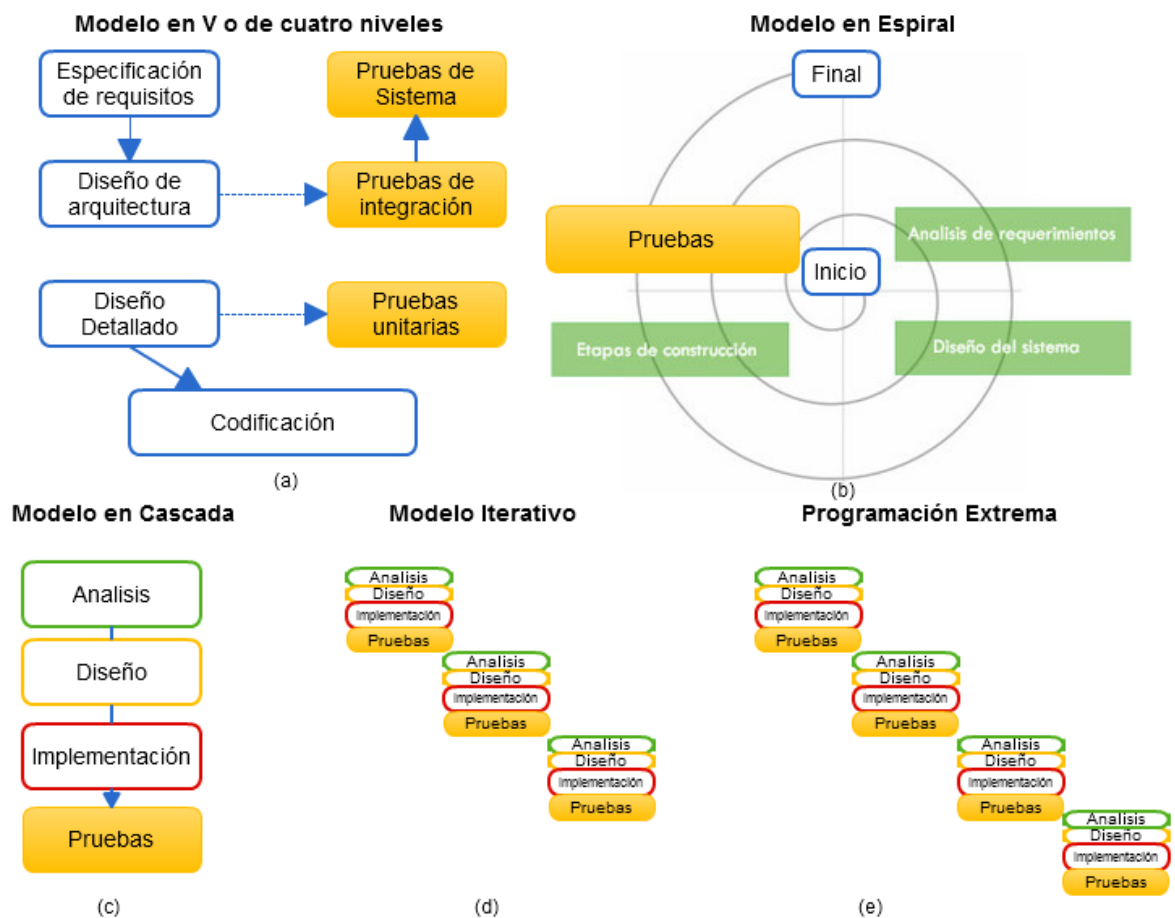 Modelo en V o de cuatro niveles
Especificación
de requisitos
Pruebas de
Sistema
Diseño de
arquitectura
Pruebas de
integración
Diseño
Detallado
Pruebas
unitarias
Codificación
(a)
Modelo en Espiral
Final
Pruebas
Analisis de requerimientos
Inicio
Etapas de construcción
Diseño del sistema
(b)
Modelo en Cascada
Analisis
Diseño
Implementación
Pruebas
(c)
Modelo Iterativo
Analisis
Diseño
Implementación
Pruebas
Analisis
Diseño
Implementación
Pruebas
Analisis
Diseño
Implementación
Pruebas
(d)
Programación Extrema
Analisis
Diseño
Implementación
Pruebas
Analisis
Diseño
Implementación
Pruebas
Analisis
Diseño
Implementación
Pruebas
Analisis
Diseño
Implementación
Pruebas
(e)